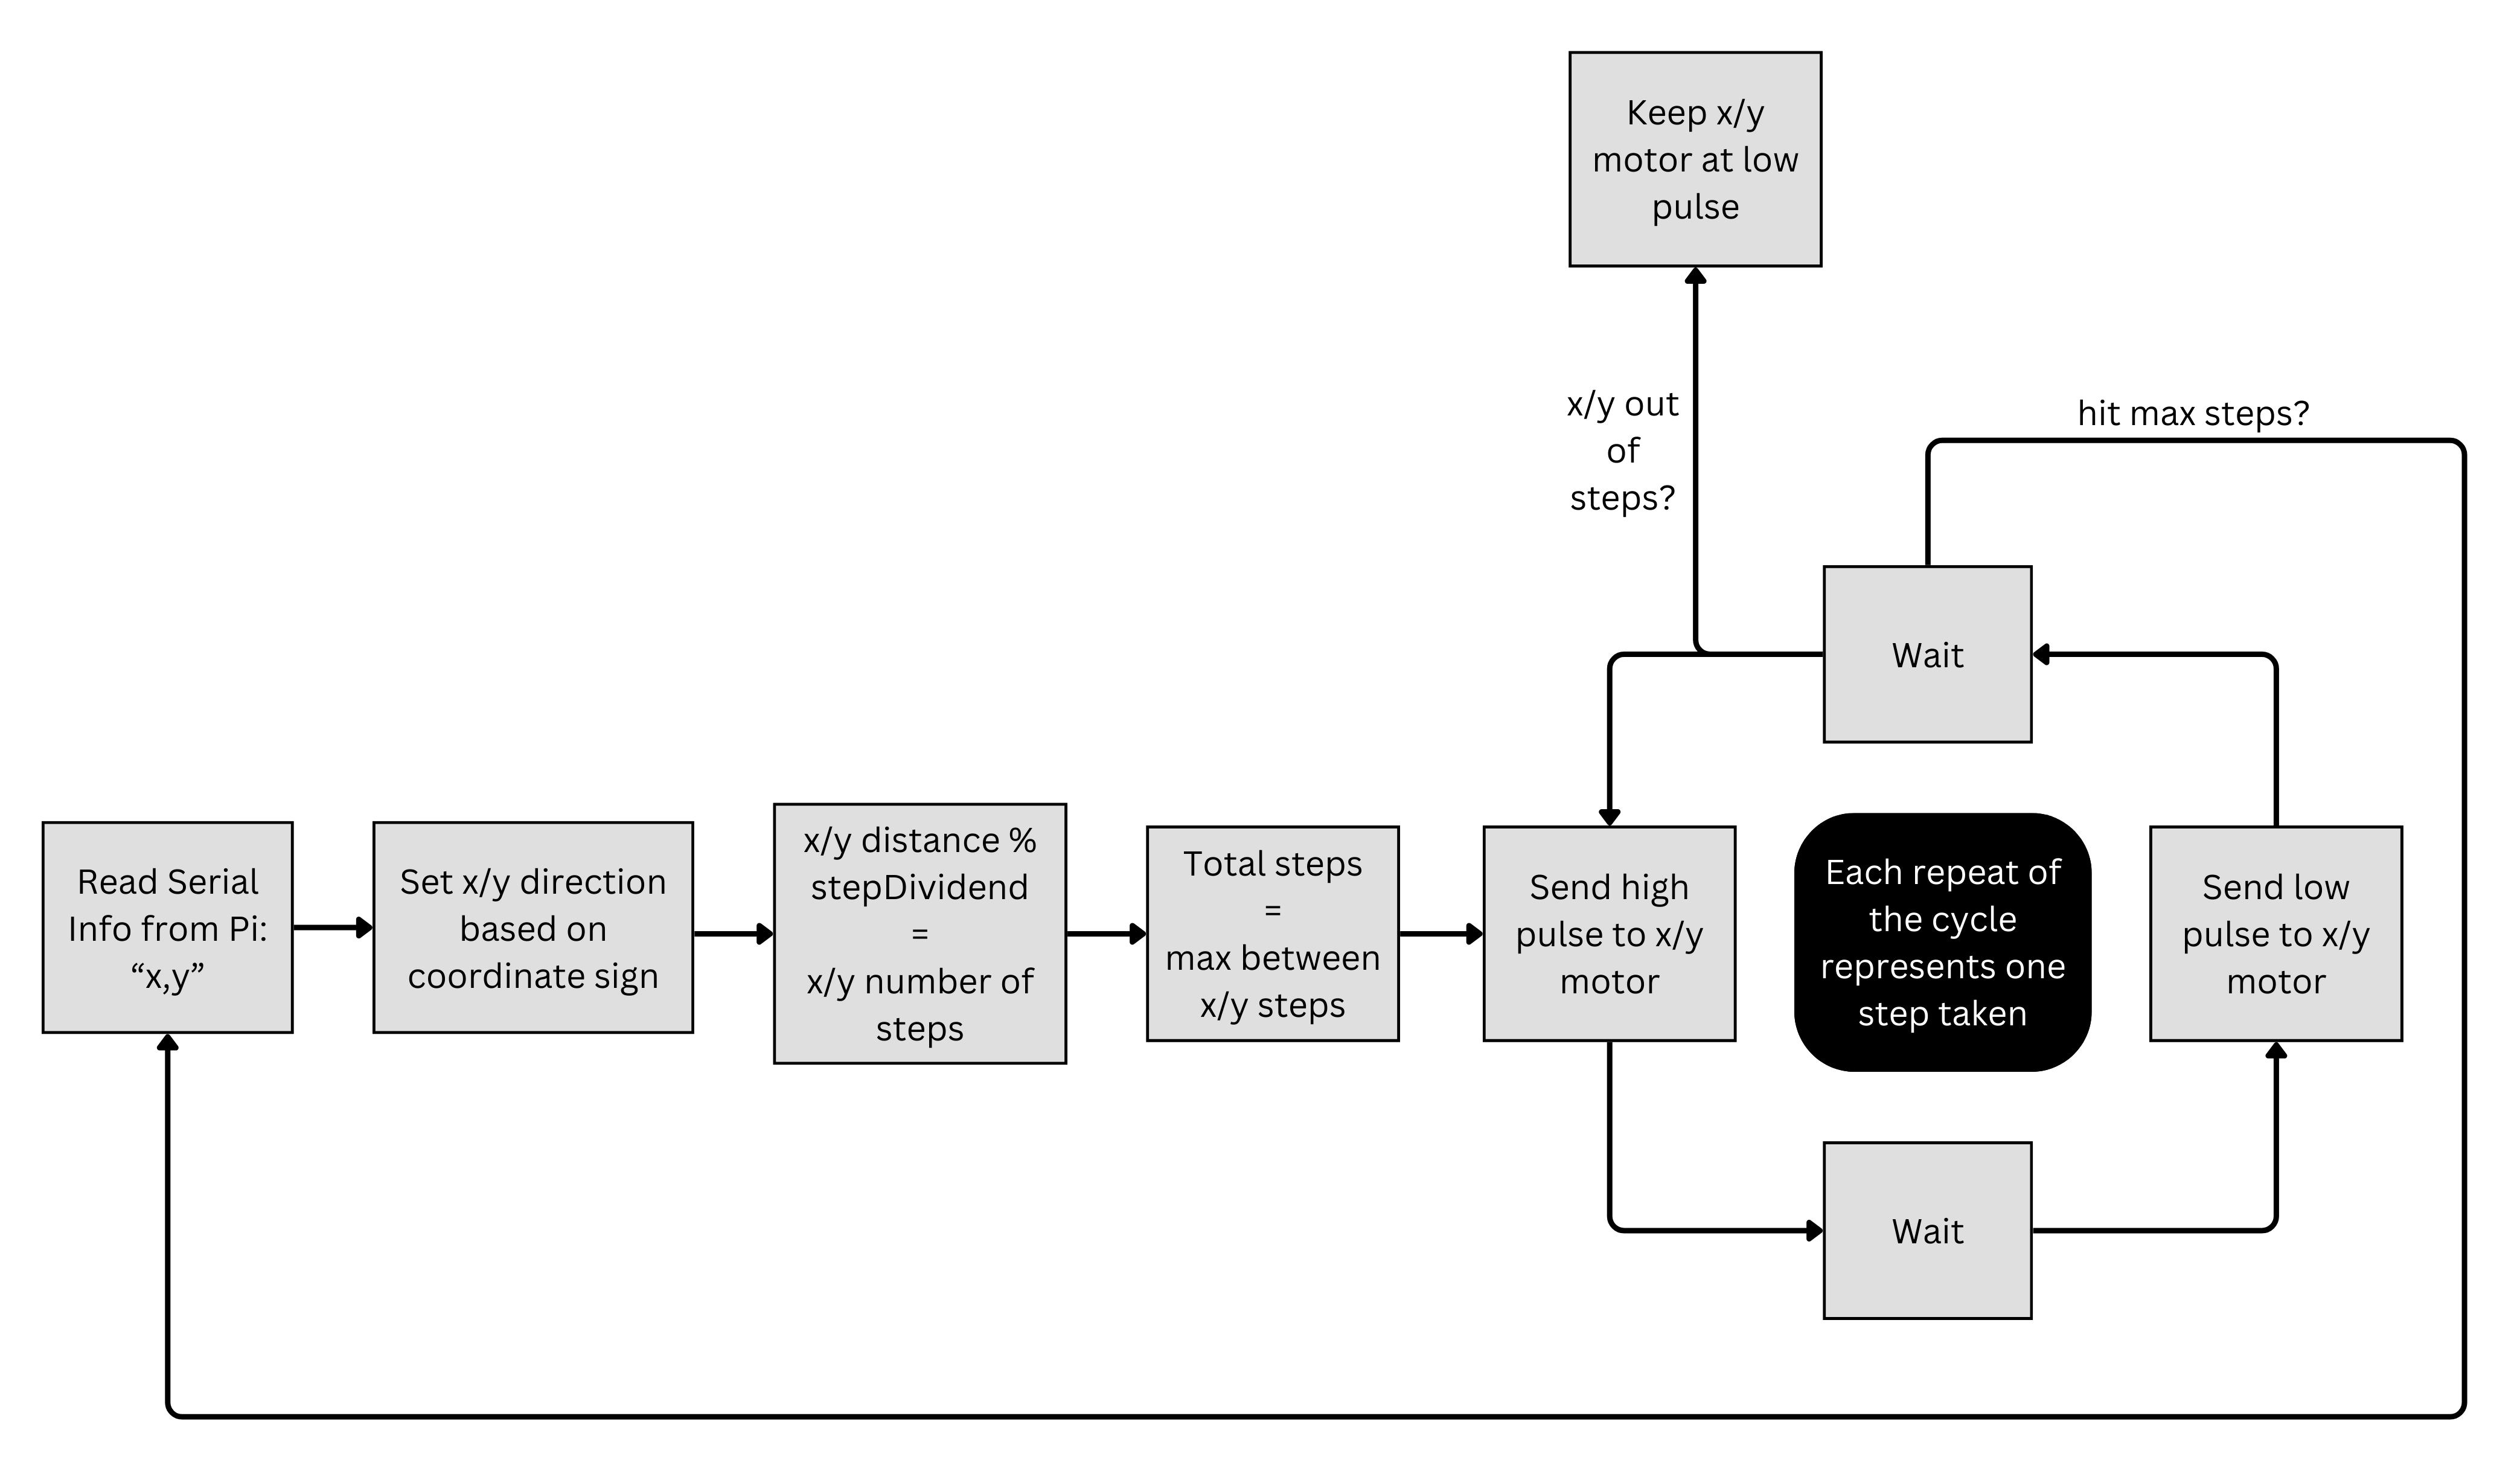 Keep x/y
motor at low
pulse
x/y out
of
steps?
hit max steps?
Wait
Read Serial
Info from Pi:
“x,y”
Set x/y direction
based on
coordinate sign
x/y distance %
stepDividend
=
x/y number of
steps
Total steps
=
max between
x/y steps
Send high
pulse to x/y
motor
Each repeat of
the cycle
represents one
step taken
Send low
pulse to x/y
motor
Wait